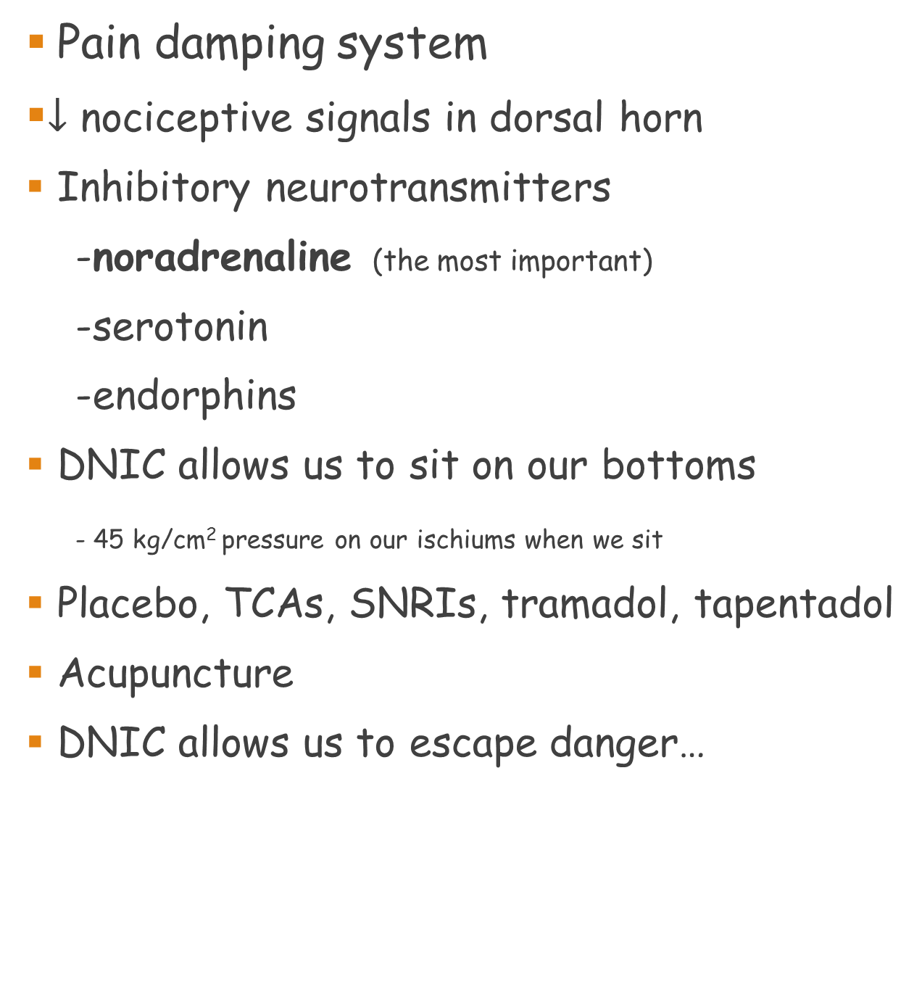 ▪ Pain damping system
▪↓ nociceptive signals in dorsal horn
▪ Inhibitory neurotransmitters
-noradrenaline (the most important)
-serotonin
-endorphins
▪ DNIC allows us to sit on our bottoms
- 45 kg/cm² pressure on our ischiums when we sit
▪ Placebo, TCAs, SNRIs, tramadol, tapentadol
▪ Acupuncture
▪ DNIC allows us to escape danger…